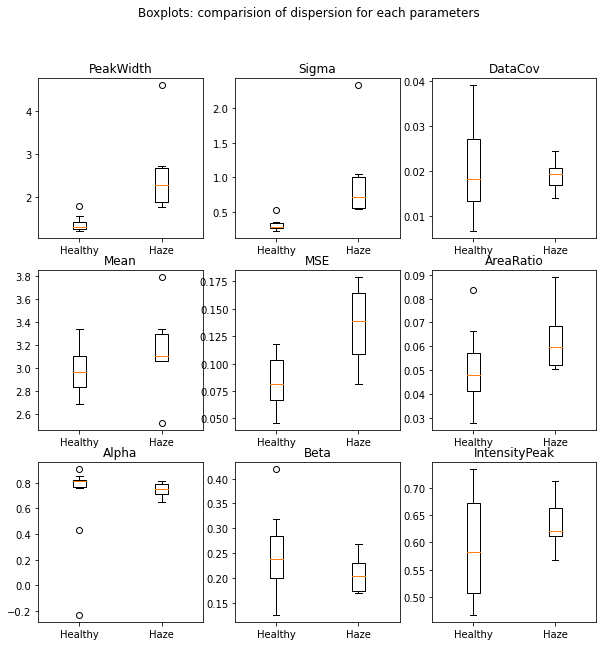 Boxplots: comparision of dispersion for each parameters
PeakWidth
4
3
2
Healthy Haze
Sigma
2.0
1.5
1.0
0.5
Healthy Haze
DataCov
0.04
0.03
0.02
0.01
Healthy Haze
Mean
3.8
3.6
3.4
3.2
3.0
2.8
2.6
Healthy Haze
MSE
0.175
0.150
0.125
0.100
0.075
0.050
Healthy Haze
AreaRatio
0.09
0.08
0.07
0.06
0.05
0.04
0.03
Healthy Haze
Alpha
0.8
0.6
0.4
0.2
0.0
−0.2
Healthy Haze
Beta
0.40
0.35
0.30
0.25
0.20
0.15
Healthy Haze
IntensityPeak
0.70
0.65
0.60
0.55
0.50
Healthy Haze